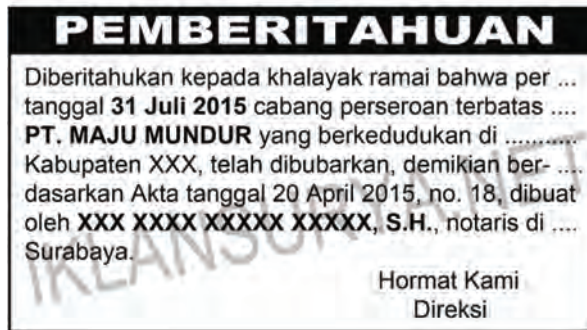 PEMBERITAHUAN
Diberitahukan kepada khalayak ramai bahwa per ...
tanggal 31 Juli 2015 cabang perseroan terbatas ....
PT. MAJU MUNDUR yang berkedudukan di ...........
Kabupaten XXX, telah dibubarkan, demikian ber- ....
dasarkan Akta tanggal 20 April 2015, no. 18, dibuat
oleh XXX XXXX XXXXX XXXXX, S.H., notaris di ....
Surabaya.
IKLANSURYA.NET
Hormat Kami
Direksi